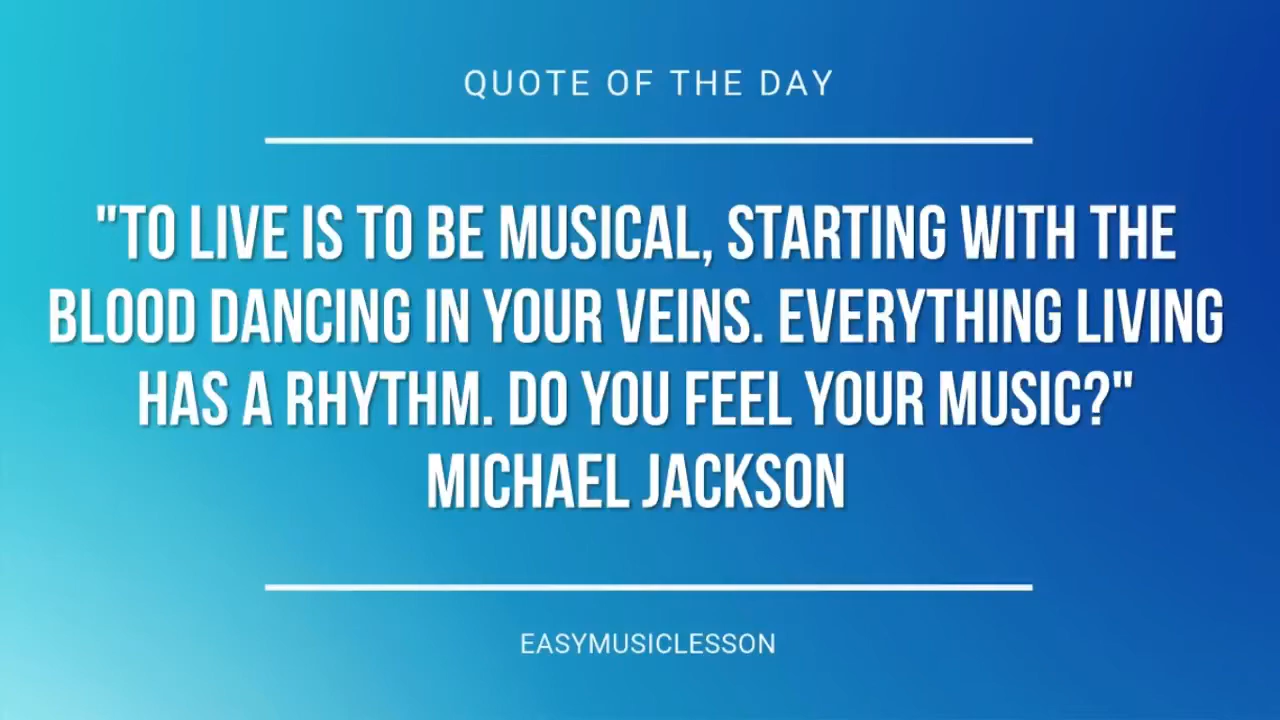 QUOTE OF THE DAY
"TO LIVE IS TO BE MUSICAL, STARTING WITH THE
BLOOD DANCING IN YOUR VEINS. EVERYTHING LIVING
HAS A RHYTHM. DO YOU FEEL YOUR MUSIC?"
MICHAEL JACKSON
EASYMUSICLESSON